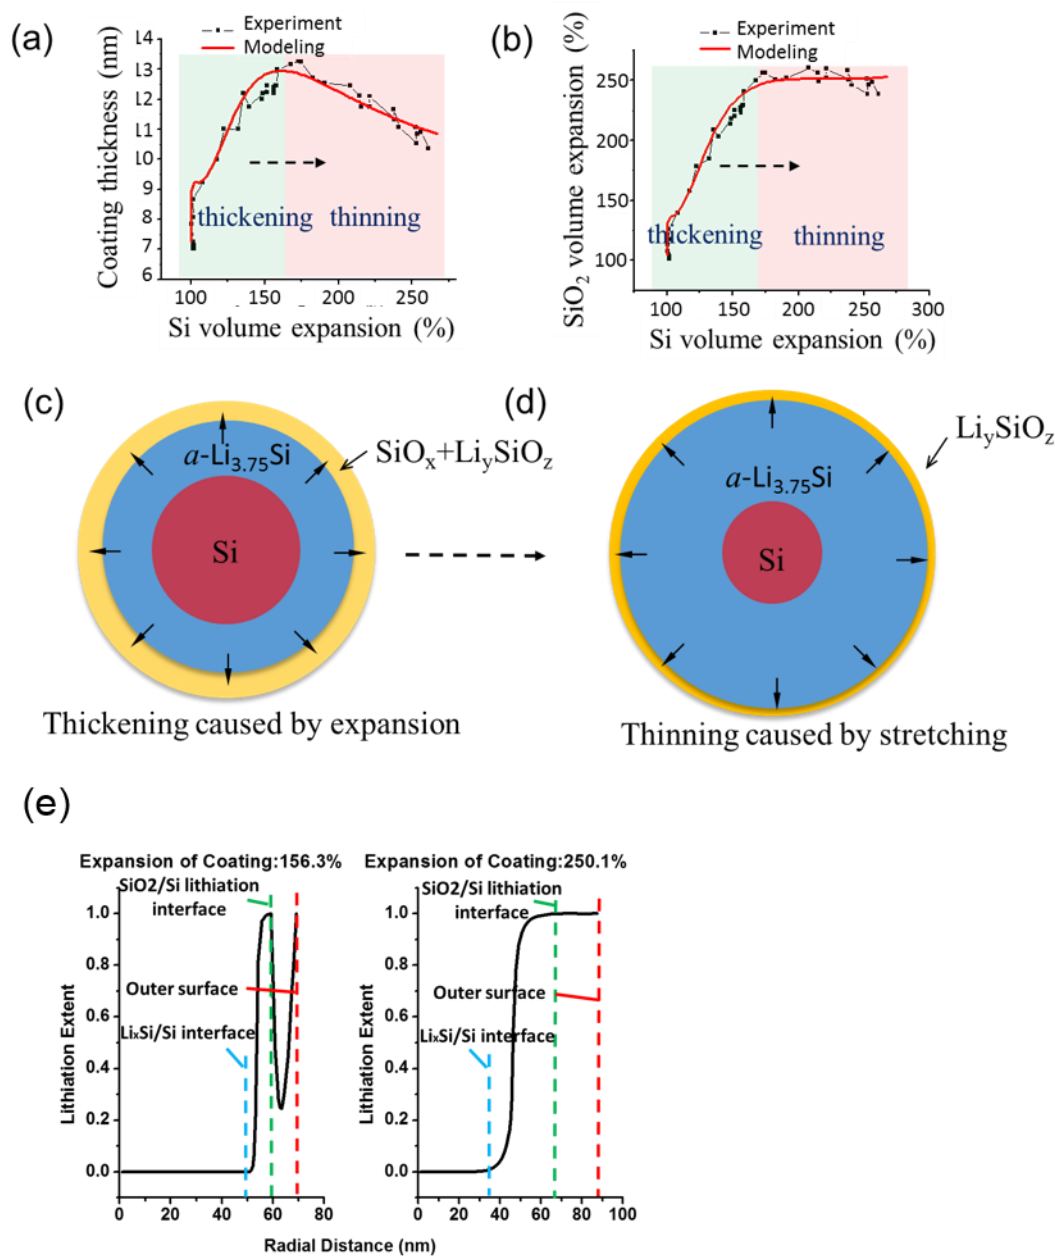 (a)
Experiment
Modeling
Coating thickness (nm)
14
13
12
11
10
9
8
7
6
thickening
thinning
100
150
200
250
Si volume expansion (%)
(b)
Experiment
Modeling
SiO2 volume expansion (%)
250
200
150
100
thickening
thinning
100
150
200
250
300
Si volume expansion (%)
(c)
a-Li3.75Si
SiOx+LiySiOz
Si
Thickening caused by expansion
(d)
LiySiOz
a-Li3.75Si
Si
Thinning caused by stretching
(e)
Expansion of Coating:156.3%
SiO2/Si lithiation
interface
Outer surface
LixSi/Si interface
Lithiation Extent
1.0
0.8
0.6
0.4
0.2
0.0
0
20
40
60
80
Expansion of Coating:250.1%
SiO2/Si lithiation
interface
Outer surface
LixSi/Si interface
Lithiation Extent
1.0
0.8
0.6
0.4
0.2
0.0
0
20
40
60
80
100
Radial Distance (nm)